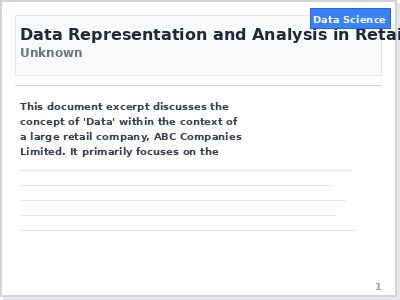 Data Science
Data Representation and Analysis in Retai
Unknown
This document excerpt discusses the
concept of 'Data' within the context of
a large retail company, ABC Companies
Limited. It primarily focuses on the
1